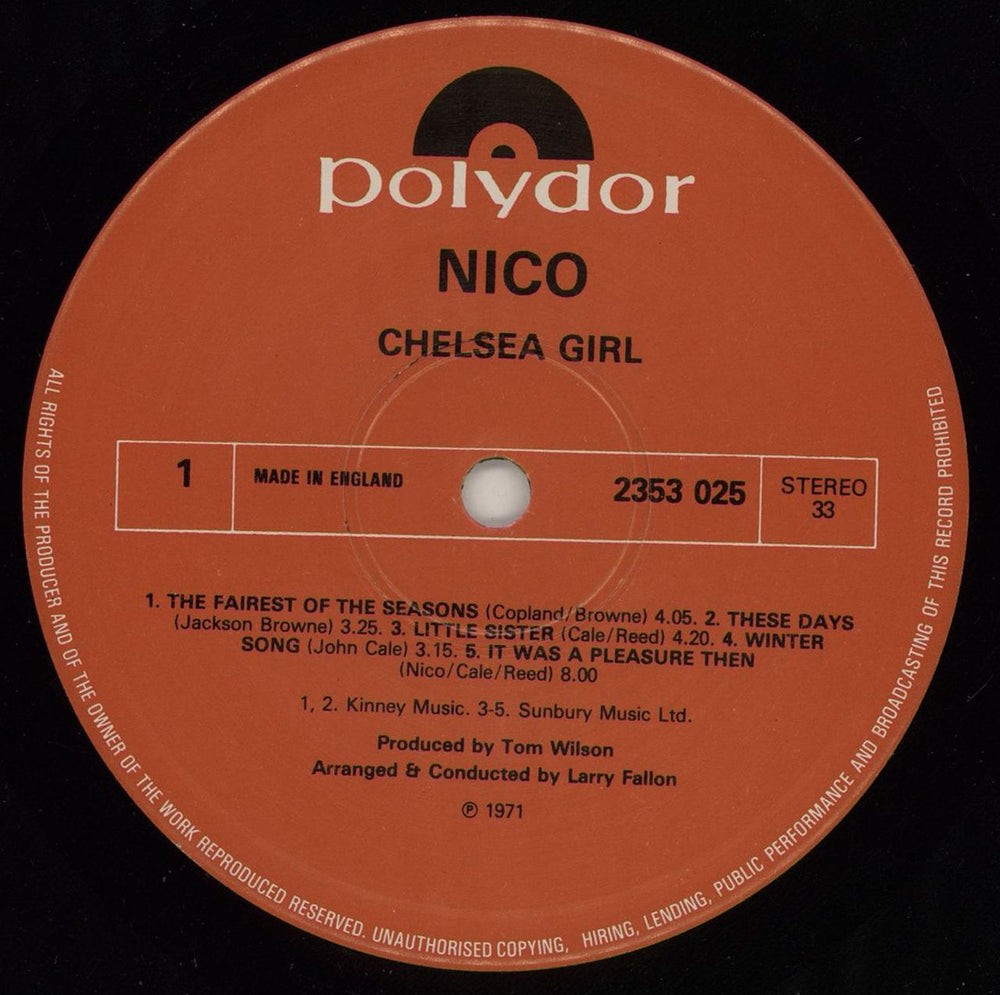 polydor
NICO
CHELSEA GIRL
1
MADE IN ENGLAND
2353 025
STEREO
33
1. THE FAIREST OF THE SEASONS (Copland/Browne) 4.05. 2. THESE DAYS
(Jackson Browne) 3.25. 3. LITTLE SISTER (Cale/Reed) 4.20. 4. WINTER
SONG (John Cale) 3.15. 5. IT WAS A PLEASURE THEN
(Nico/Cale/Reed) 8.00
1, 2. Kinney Music. 3-5. Sunbury Music Ltd.
Produced by Tom Wilson
Arranged & Conducted by Larry Fallon
℗ 1971
ALL RIGHTS OF THE PRODUCER AND OF THE OWNER OF THE WORK REPRODUCED RESERVED. UNAUTHORISED COPYING, HIRING, LENDING, PUBLIC PERFORMANCE AND BROADCASTING OF THIS RECORD PROHIBITED